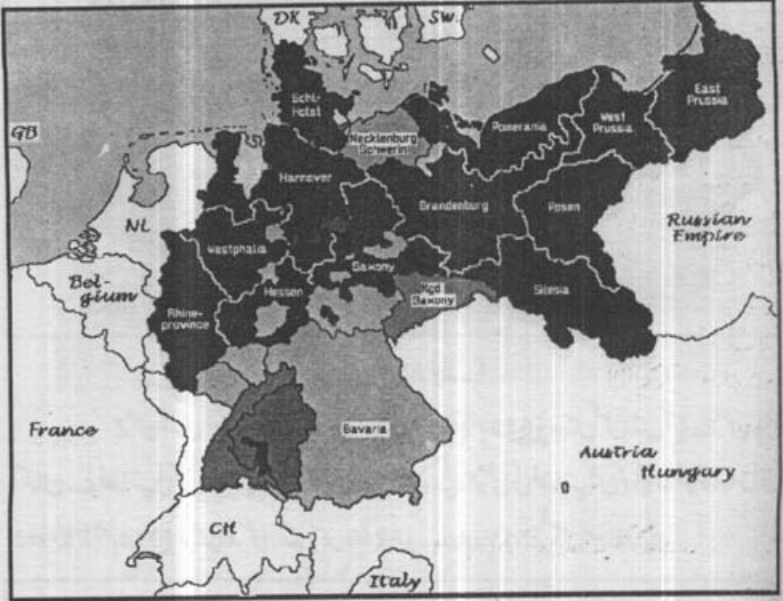 DK
SW.
GB
Schl-
Holst
Necklenburg
Schwerin
Pomerania
West
Prussia
East
Prussia
Hannover
Brandenburg
Posen
NL
Russian
Empire
Westphalia
Bel-
gium
Saxony
Hessen
Kgd.
Saxony
Silesia
Rhine-
province
France
Bavaria
Austria
Hungary
CH
Italy